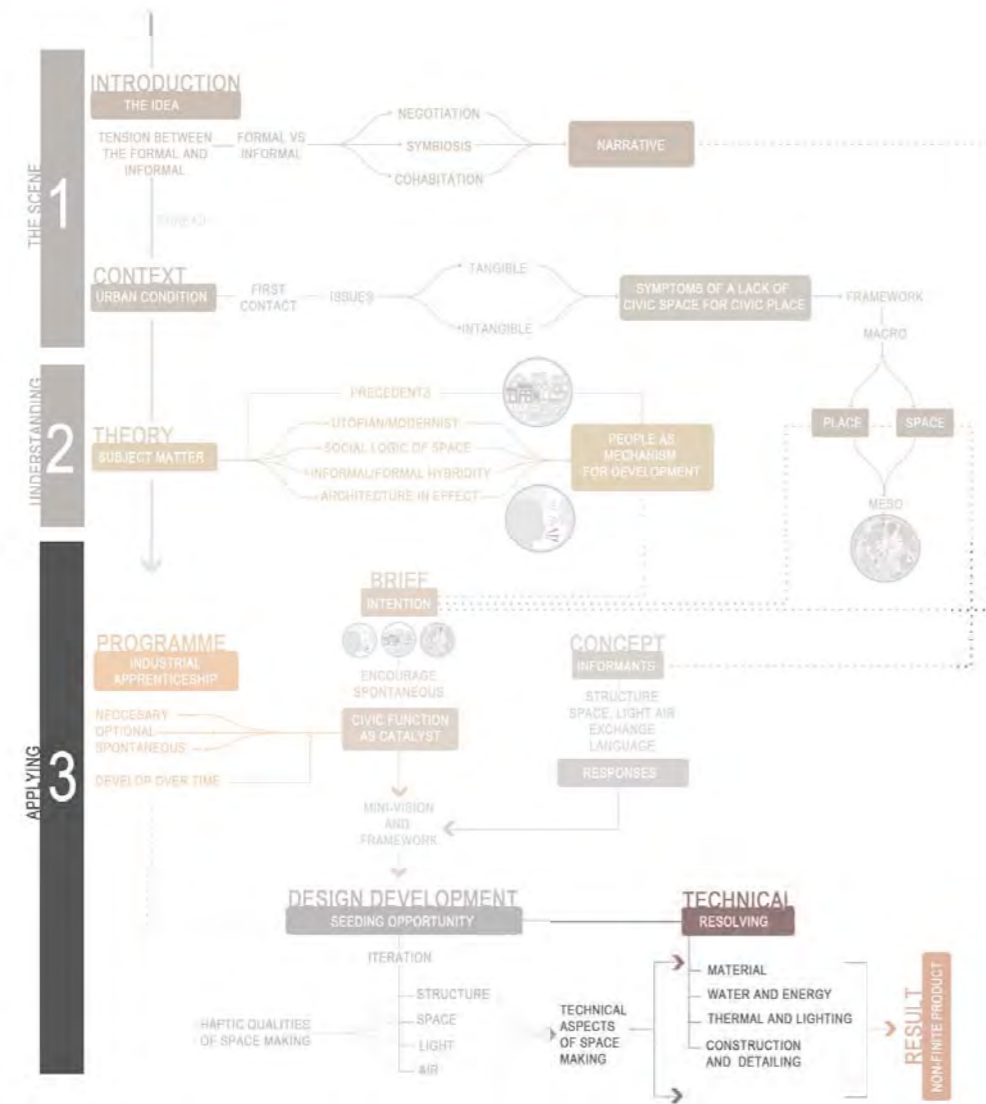 THE SCENE
1
INTRODUCTION
THE IDEA
TENSION BETWEEN
THE FORMAL AND
INFORMAL
FORMAL VS
INFORMAL
NEGOTIATION
SYMBIOSIS
COHABITATION
NARRATIVE
THREAD
CONTEXT
URBAN CONDITION
FIRST
CONTACT
ISSUES
TANGIBLE
INTANGIBLE
SYMPTOMS OF A LACK OF
CIVIC SPACE FOR CIVIC PLACE
FRAMEWORK
MACRO
PLACE
SPACE
MESO
UNDERSTANDING
2
THEORY
SUBJECT MATTER
PRECEDENTS
UTOPIAN/MODERNIST
SOCIAL LOGIC OF SPACE
INFORMAL/FORMAL HYBRIDITY
ARCHITECTURE IN EFFECT
PEOPLE AS
MECHANISM
FOR DEVELOPMENT
APPLYING
3
BRIEF
INTENTION
ENCOURAGE
SPONTANEOUS
CIVIC FUNCTION
AS CATALYST
PROGRAMME
INDUSTRIAL
APPRENTICESHIP
NECCESARY
OPTIONAL
SPONTANEOUS
DEVELOP OVER TIME
CONCEPT
INFORMANTS
STRUCTURE
SPACE, LIGHT AIR
EXCHANGE
LANGUAGE
RESPONSES
MINI-VISION
AND
FRAMEWORK
DESIGN DEVELOPMENT
SEEDING OPPORTUNITY
ITERATION
STRUCTURE
SPACE
LIGHT
AIR
HAPTIC QUALITIES
OF SPACE MAKING
TECHNICAL
ASPECTS
OF SPACE
MAKING
TECHNICAL
RESOLVING
MATERIAL
WATER AND ENERGY
THERMAL AND LIGHTING
CONSTRUCTION
AND DETAILING
RESULT
NON-FINITE PRODUCT